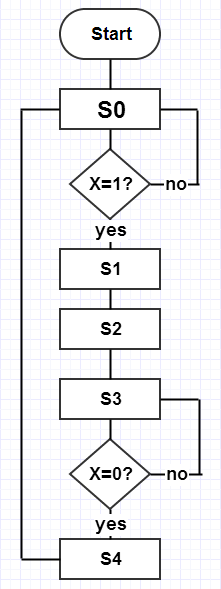 Start
S0
X=1?
no
yes
S1
S2
S3
X=0?
no
yes
S4